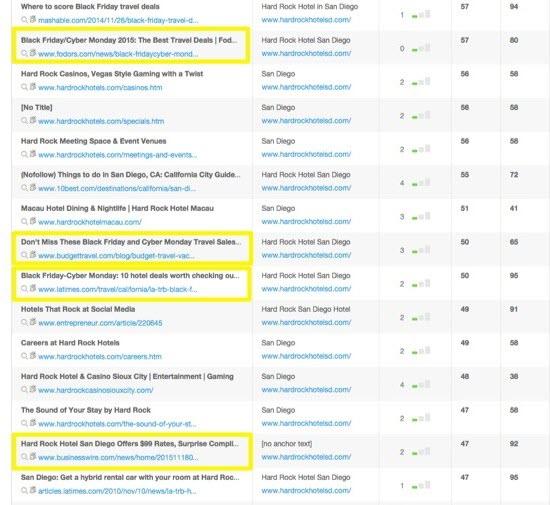 Where to score Black Friday travel deals Hard Rock Hotel in San Diego 1 57 94
mashable.com/2014/11/26/black-friday-travel-d... www.hardrockhotelsd.com/
Black Friday/Cyber Monday 2015: The Best Travel Deals | Fod... Hard Rock Hotel San Diego 0 57 80
www.fodors.com/news/black-fridaycyber-mond... www.hardrockhotelsd.com/
Hard Rock Casinos, Vegas Style Gaming with a Twist San Diego 2 56 58
www.hardrockhotels.com/casinos.htm www.hardrockhotelsd.com/
[No Title] San Diego 2 56 58
www.hardrockhotels.com/specials.htm www.hardrockhotelsd.com/
Hard Rock Meeting Space & Event Venues San Diego 2 56 58
www.hardrockhotels.com/meetings-and-events... www.hardrockhotelsd.com/
(Nofollow) Things to do in San Diego, CA: California City Guide... Hard Rock Hotel San Diego 4 55 72
www.10best.com/destinations/california/san-di... www.hardrockhotelsd.com/
Macau Hotel Dining & Nightlife | Hard Rock Hotel Macau San Diego 3 51 41
www.hardrockhotelmacau.com/ www.hardrockhotelsd.com/
Don't Miss These Black Friday and Cyber Monday Travel Sales... Hard Rock Hotel San Diego 3 50 65
www.budgettravel.com/blog/budget-travel-vac... www.hardrockhotelsd.com/
Black Friday-Cyber Monday: 10 hotel deals worth checking ou... Hard Rock Hotel San Diego 2 50 95
www.latimes.com/travel/california/la-trb-black-f... www.hardrockhotelsd.com/
Hotels That Rock at Social Media Hard Rock San Diego Hotel 2 49 91
www.entrepreneur.com/article/220645 www.hardrockhotelsd.com/
Careers at Hard Rock Hotels San Diego 2 49 58
www.hardrockhotels.com/careers.htm www.hardrockhotelsd.com/
Hard Rock Hotel & Casino Sioux City | Entertainment | Gaming San Diego 4 48 36
www.hardrockcasinosiouxcity.com/ www.hardrockhotelsd.com/
The Sound of Your Stay by Hard Rock San Diego 2 47 58
www.hardrockhotels.com/the-sound-of-your-st... www.hardrockhotelsd.com/
Hard Rock Hotel San Diego Offers $99 Rates, Surprise Compli... [no anchor text] 2 47 92
www.businesswire.com/news/home/201511180... www.hardrockhotelsd.com/
San Diego: Get a hybrid rental car with your room at Hard Roc... Hard Rock Hotel San Diego 1 47 95
articles.latimes.com/2010/nov/10/news/la-trb-h... www.hardrockhotelsd.com/